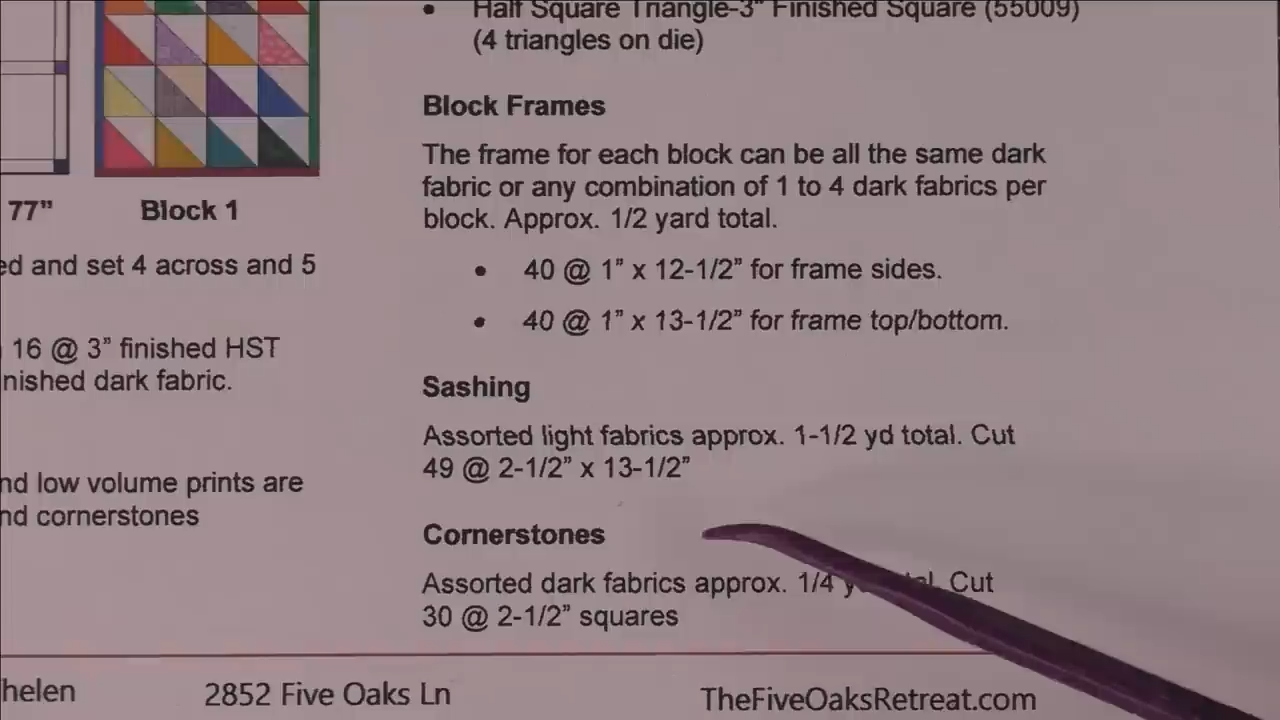 77” Block 1
ed and set 4 across and 5
16 @ 3” finished HST
nished dark fabric.
nd low volume prints are
nd cornerstones
Half Square Triangle-3” Finished Square (55009)
(4 triangles on die)
Block Frames
The frame for each block can be all the same dark
fabric or any combination of 1 to 4 dark fabrics per
block. Approx. 1/2 yard total.
• 40 @ 1” x 12-1/2” for frame sides.
• 40 @ 1” x 13-1/2” for frame top/bottom.
Sashing
Assorted light fabrics approx. 1-1/2 yd total. Cut
49 @ 2-1/2” x 13-1/2”
Cornerstones
Assorted dark fabrics approx. 1/4 Cut
30 @ 2-1/2” squares
helen 2852 Five Oaks Ln TheFiveOaksRetreat.com